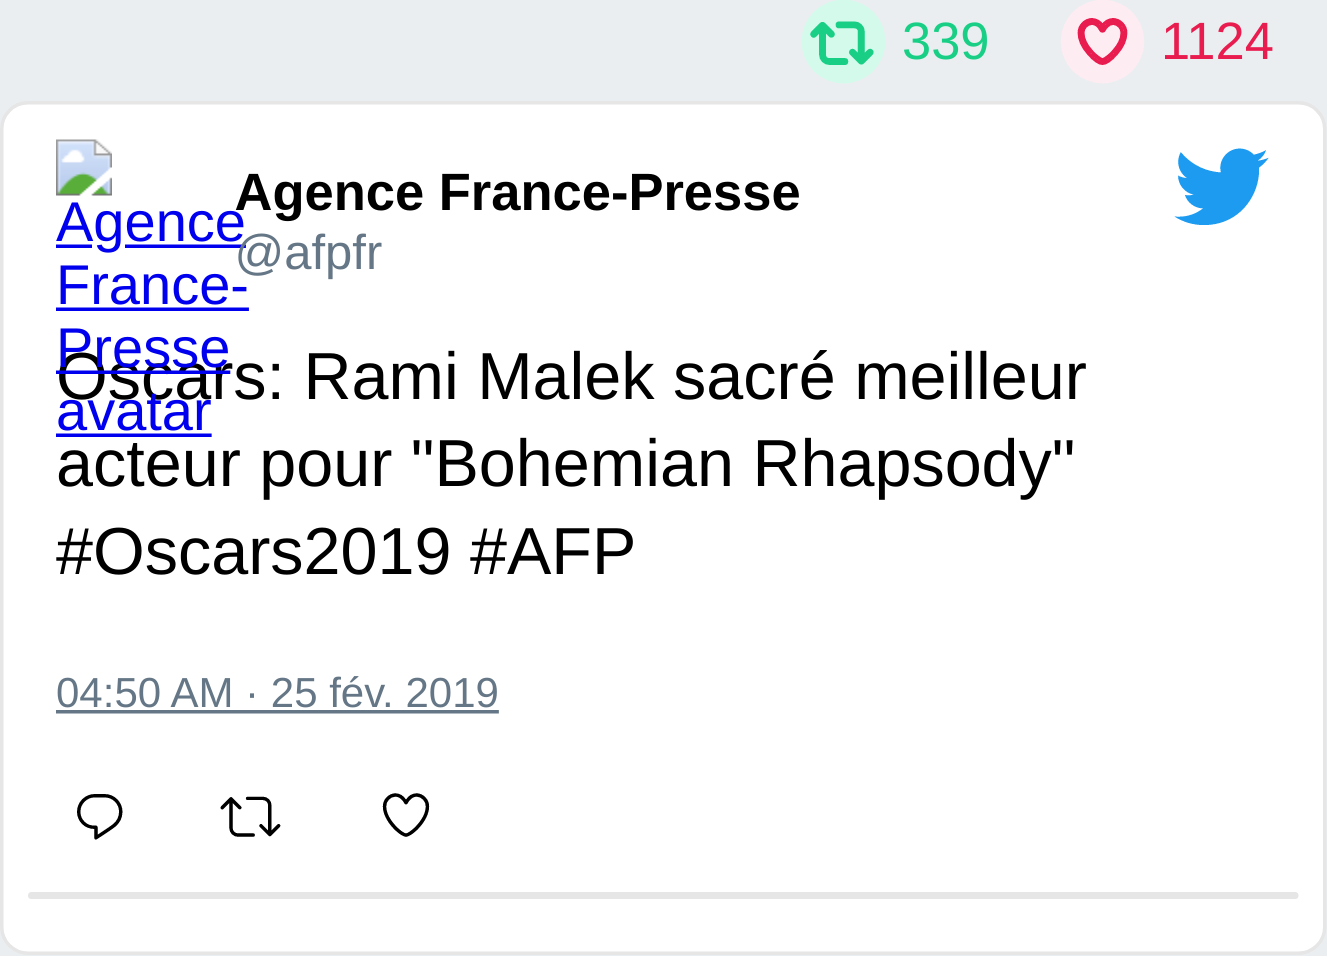 339 1124
Agence France-Presse
@afpfr
Agence
France-
Presse
avatar
Oscars: Rami Malek sacré meilleur
acteur pour "Bohemian Rhapsody"
#Oscars2019 #AFP
04:50 AM · 25 fév. 2019